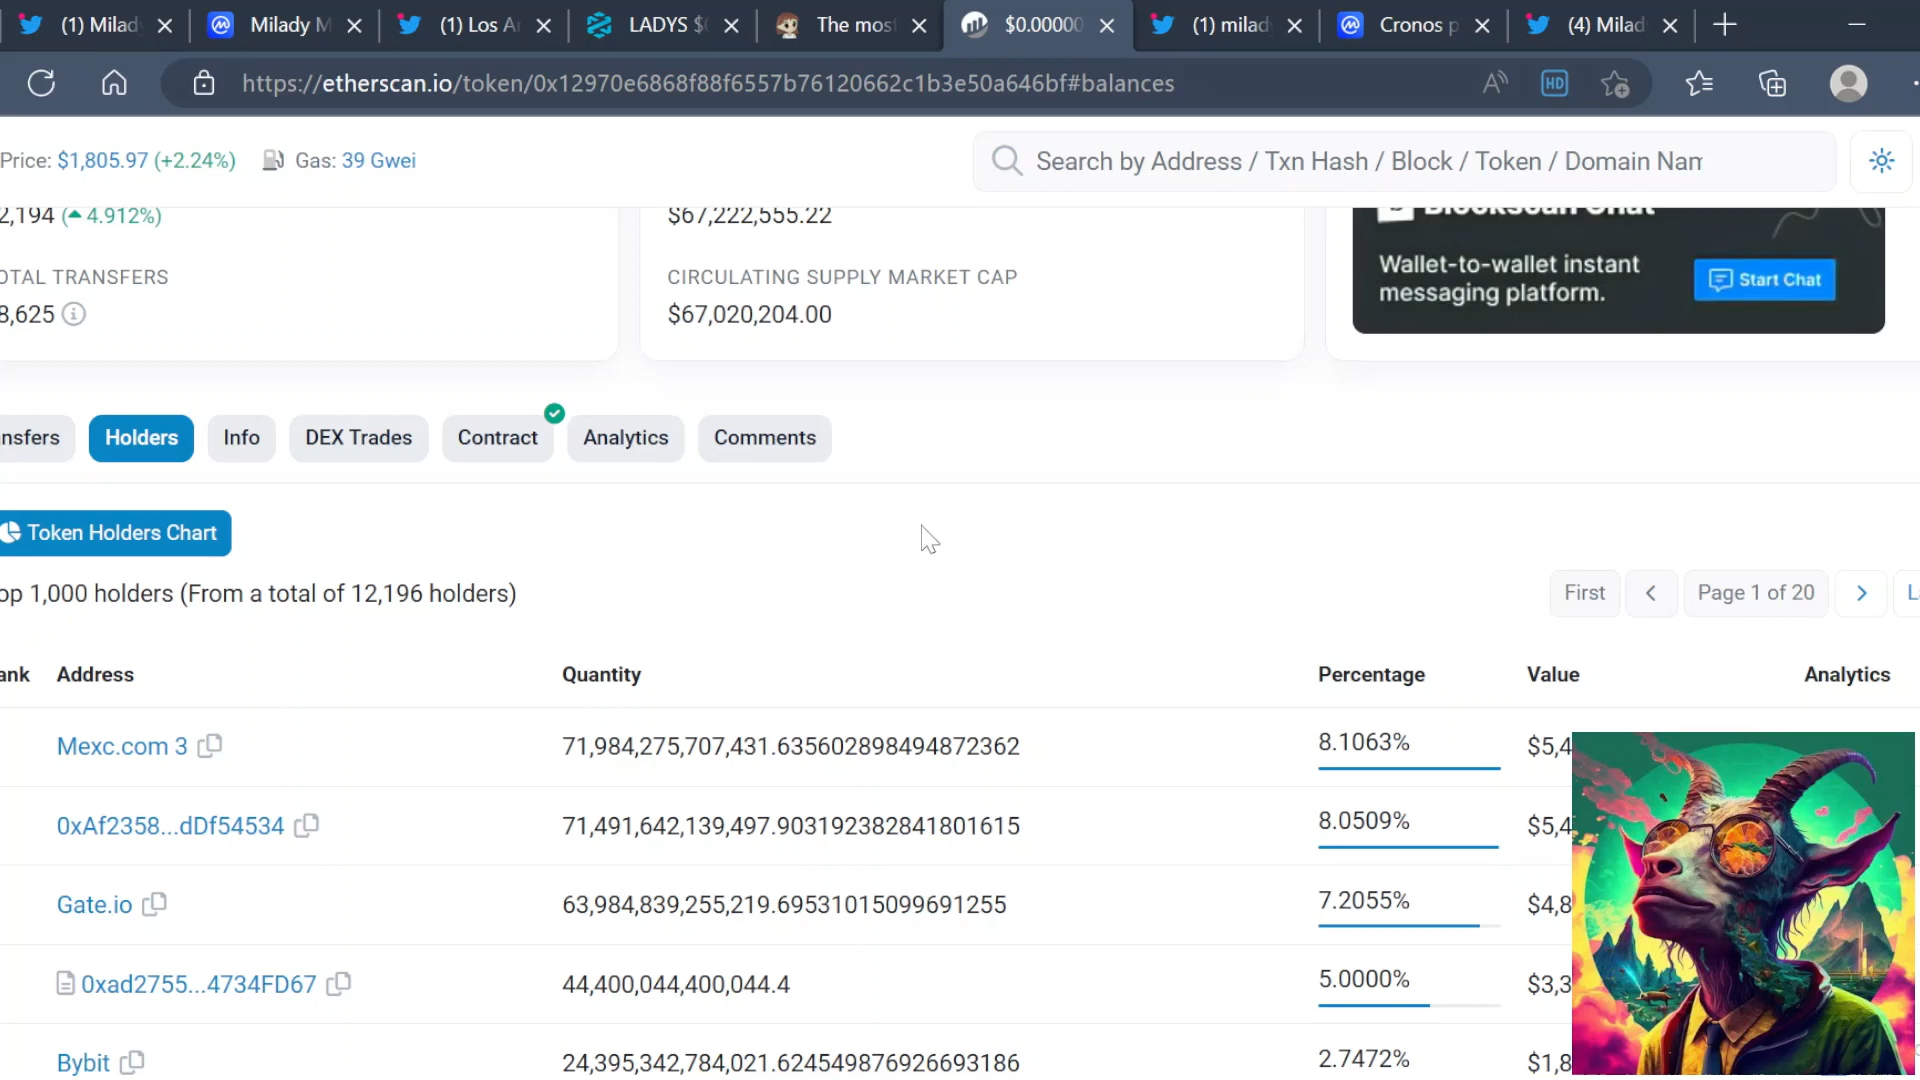 (1) Milad
Milady M
(1) Los A
LADYS $
The mos
$0.0000
(1) milad
Cronos p
(4) Milad
https://etherscan.io/token/0x12970e6868f88f6557b76120662c1b3e50a646bf#balances
HD
Price: $1,805.97 (+2.24%) Gas: 39 Gwei
Search by Address / Txn Hash / Block / Token / Domain Nam
2,194 (4.912%)
$67,222,555.22
Blockscan Chat
Wallet-to-wallet instant
messaging platform.
Start Chat
OTAL TRANSFERS
8,625
CIRCULATING SUPPLY MARKET CAP
$67,020,204.00
nsfers Holders Info DEX Trades Contract Analytics Comments
Token Holders Chart
op 1,000 holders (From a total of 12,196 holders)
First Page 1 of 20
ank Address Quantity Percentage Value Analytics
Mexc.com 3 71,984,275,707,431.635602898494872362 8.1063% $5,4
0xAf2358...dDf54534 71,491,642,139,497.903192382841801615 8.0509% $5,4
Gate.io 63,984,839,255,219.69531015099691255 7.2055% $4,8
0xad2755...4734FD67 44,400,044,400,044.4 5.0000% $3,3
Bybit 24,395,342,784,021.624549876926693186 2.7472% $1,8